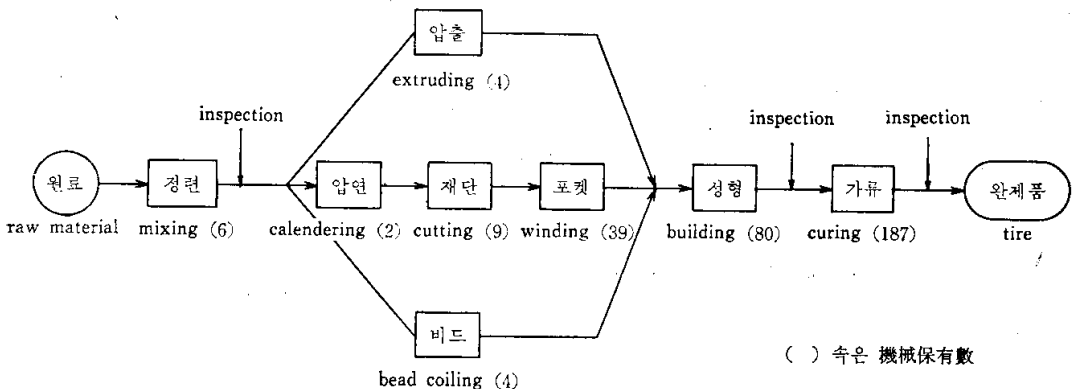 압출
extruding (4)
inspection
inspection
inspection
원료
정련
압연
재단
포켓
성형
가류
완제품
raw material
mixing (6)
calendering (2)
cutting (9)
winding (39)
building (80)
curing (187)
tire
비드
bead coiling (4)
( ) 속은 機械保有數